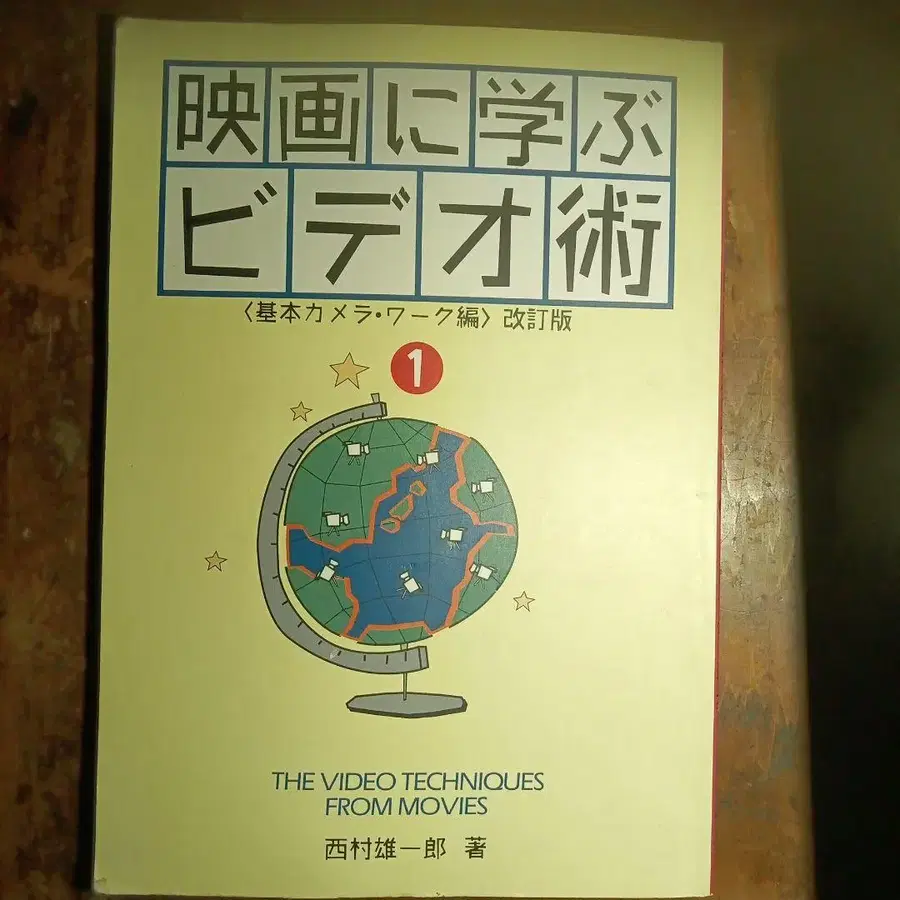 映画に学ぶ
ビデオ術
〈基本カメラ・ワーク編〉改訂版
1
THE VIDEO TECHNIQUES
FROM MOVIES
西村雄一郎 著